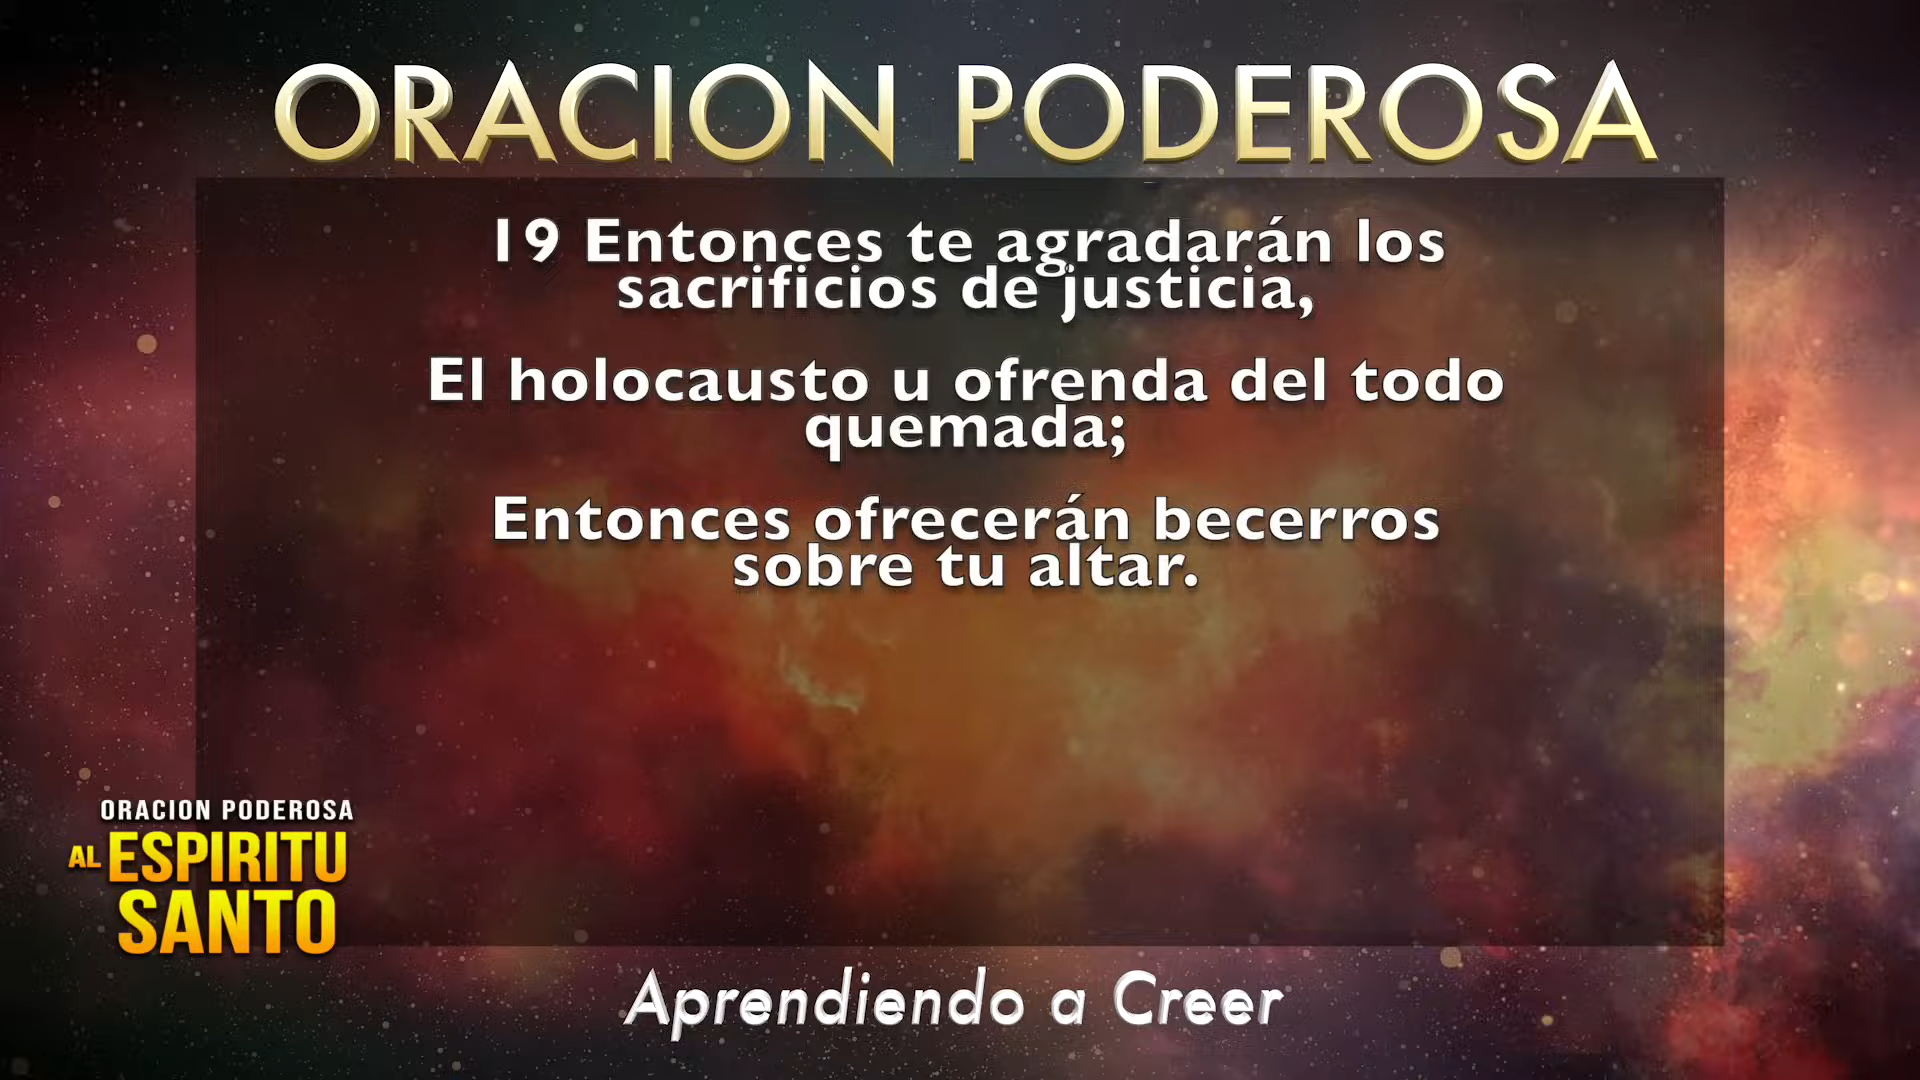 ORACION PODEROSA
19 Entonces te agradarán los
sacrificios de justicia,
El holocausto u ofrenda del todo
quemada;
Entonces ofrecerán becerros
sobre tu altar.
ORACION PODEROSA
AL ESPIRITU
SANTO
Aprendiendo a Creer